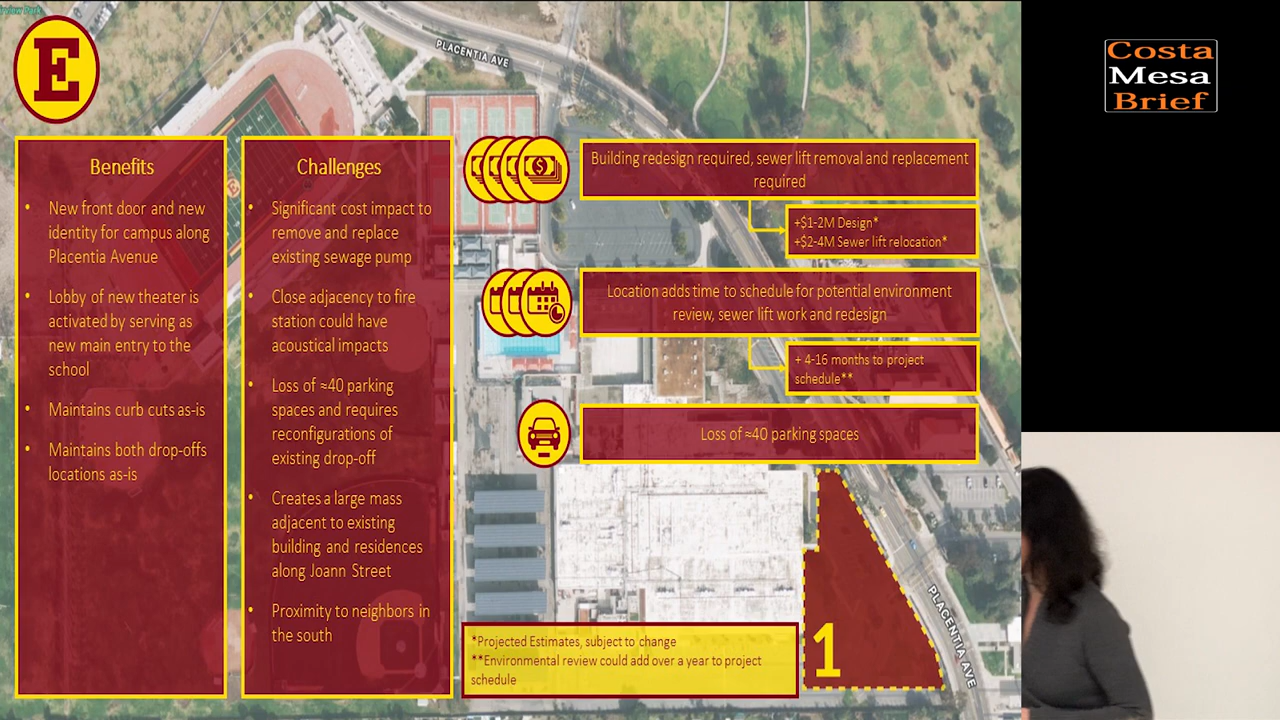 E
PLACENTIA AVE
Costa
Mesa
Brief
Benefits
• New front door and new
identity for campus along
Placentia Avenue
• Lobby of new theater is
activated by serving as
new main entry to the
school
• Maintains curb cuts as-is
• Maintains both drop-offs
locations as-is
Challenges
• Significant cost impact to
remove and replace
existing sewage pump
• Close adjacency to fire
station could have
acoustical impacts
• Loss of ≈40 parking
spaces and requires
reconfigurations of
existing drop-off
• Creates a large mass
adjacent to existing
building and residences
along Joann Street
• Proximity to neighbors in
the south
Building redesign required, sewer lift removal and replacement
required
+$1-2M Design*
+$2-4M Sewer lift relocation*
Location adds time to schedule for potential environment
review, sewer lift work and redesign
+ 4-16 months to project
schedule**
Loss of ≈40 parking spaces
*Projected Estimates, subject to change
**Environmental review could add over a year to project
schedule
1
PLACENTIA AVE